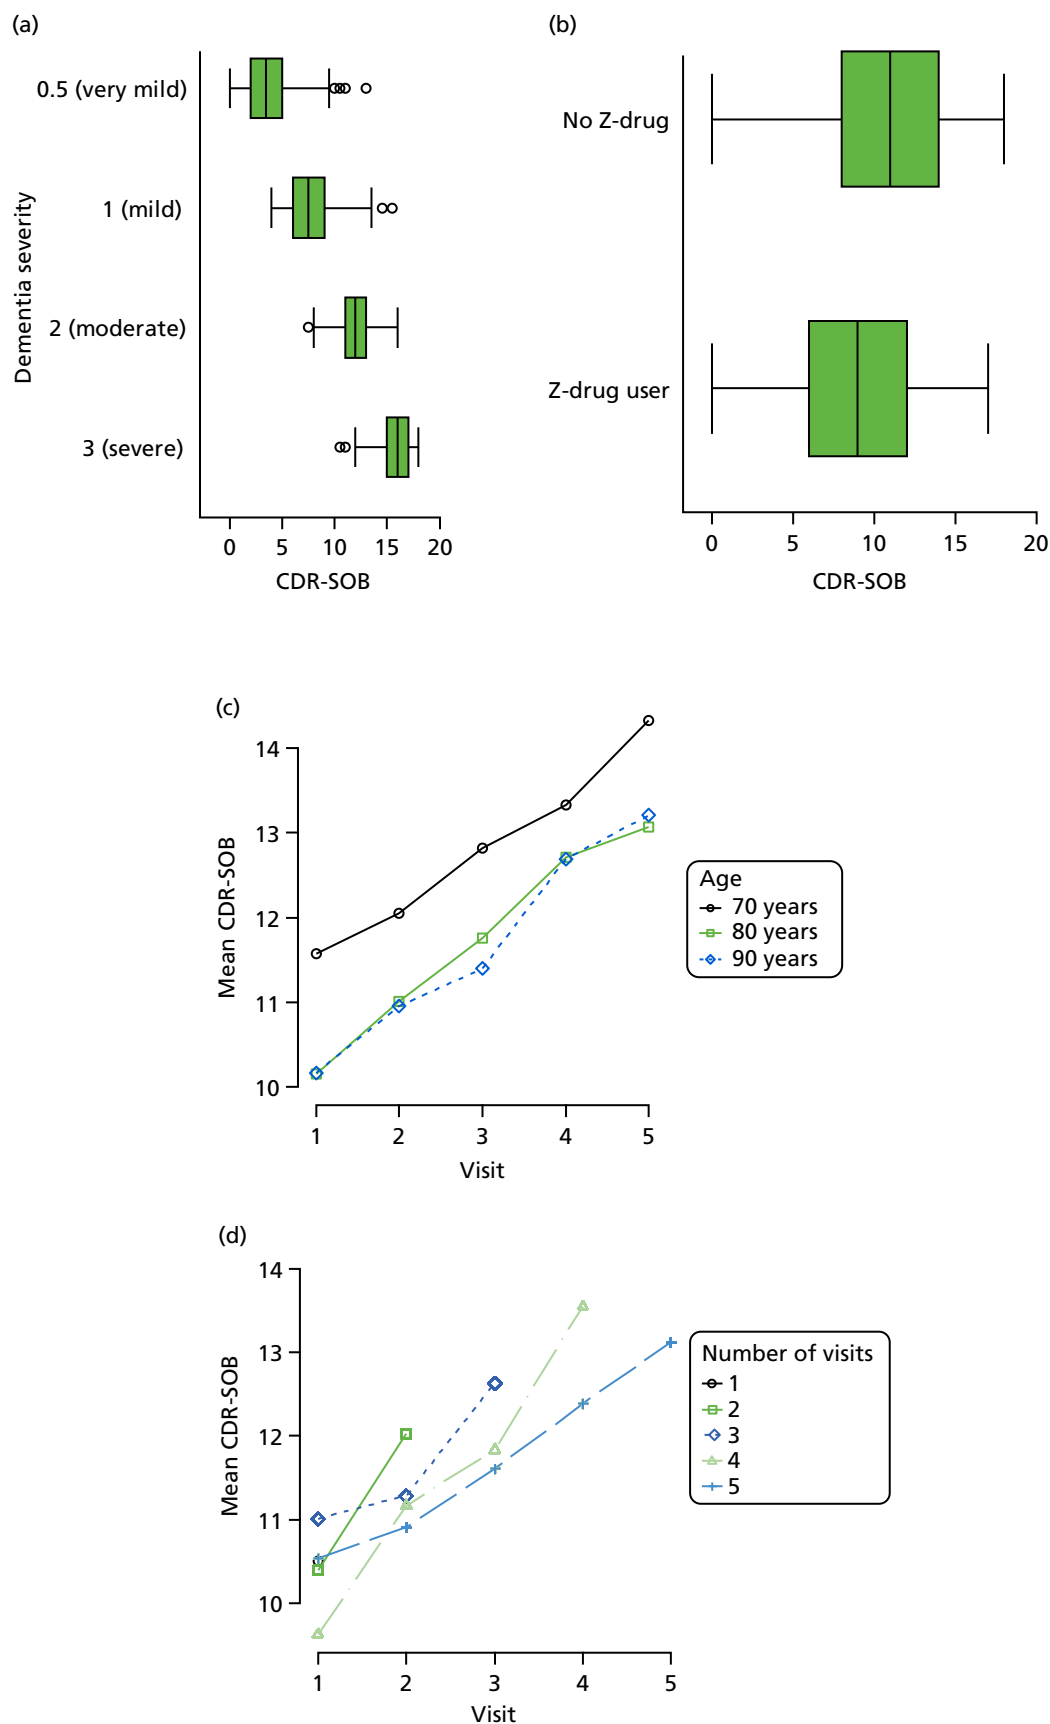 (a)
0.5 (very mild)
1 (mild)
2 (moderate)
3 (severe)
Dementia severity
0 5 10 15 20
CDR-SOB
(b)
No Z-drug
Z-drug user
0 5 10 15 20
CDR-SOB
(c)
14
13
12
11
10
Mean CDR-SOB
1 2 3 4 5
Visit
Age
70 years
80 years
90 years
(d)
14
13
12
11
10
Mean CDR-SOB
1 2 3 4 5
Visit
Number of visits
1
2
3
4
5